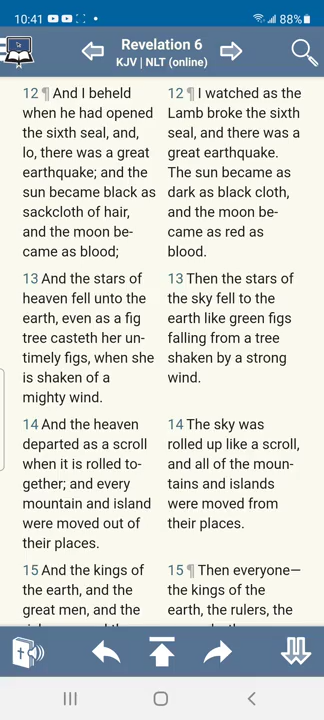 10:41
88%
Revelation 6
KJV | NLT (online)
12 ¶ And I beheld
when he had opened
the sixth seal, and,
lo, there was a great
earthquake; and the
sun became black as
sackcloth of hair,
and the moon be-
came as blood;
13 And the stars of
heaven fell unto the
earth, even as a fig
tree casteth her un-
timely figs, when she
is shaken of a
mighty wind.
14 And the heaven
departed as a scroll
when it is rolled to-
gether; and every
mountain and island
were moved out of
their places.
15 And the kings of
the earth, and the
great men, and the
12 ¶ I watched as the
Lamb broke the sixth
seal, and there was a
great earthquake.
The sun became as
dark as black cloth,
and the moon be-
came as red as
blood.
13 Then the stars of
the sky fell to the
earth like green figs
falling from a tree
shaken by a strong
wind.
14 The sky was
rolled up like a scroll,
and all of the moun-
tains and islands
were moved from
their places.
15 ¶ Then everyone—
the kings of the
earth, the rulers, the